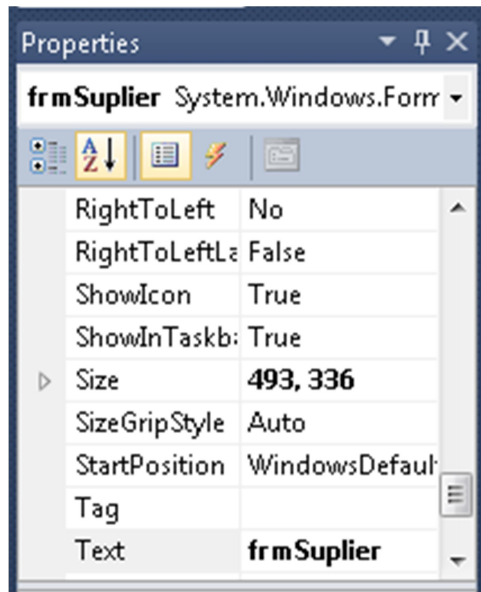 Properties
frmSuplier System.Windows.Form
A Z
RightToLeft No
RightToLeftLa False
ShowIcon True
ShowInTaskb True
Size 493, 336
SizeGripStyle Auto
StartPosition WindowsDefaul
Tag
Text frmSuplier